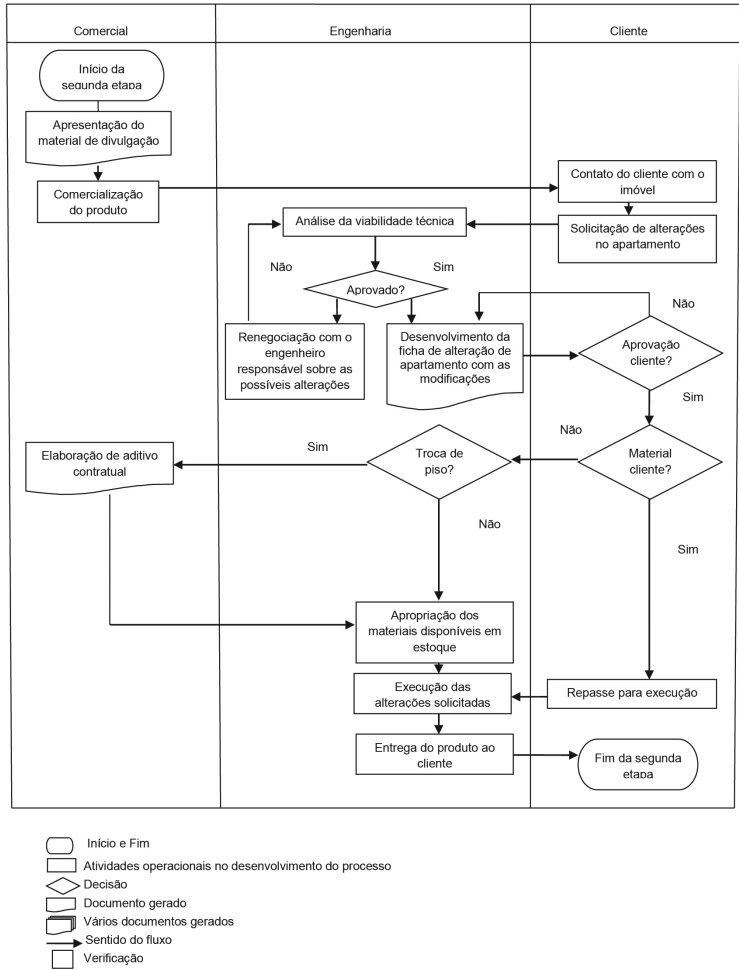 Comercial
Engenharia
Cliente
Início da
segunda etapa
Apresentação do
material de divulgação
Comercialização
do produto
Contato do cliente com o
imóvel
Análise da viabilidade técnica
Solicitação de alterações
no apartamento
Não
Sim
Aprovado?
Não
Renegociação com o
engenheiro
responsável sobre as
possíveis alterações
Desenvolvimento da
ficha de alteração de
apartamento com as
modificações
Aprovação
cliente?
Sim
Elaboração de aditivo
contratual
Sim
Troca de
piso?
Não
Material
cliente?
Não
Sim
Apropriação dos
materiais disponíveis em
estoque
Execução das
alterações solicitadas
Repasse para execução
Entrega do produto ao
cliente
Fim da segunda
etapa
Início e Fim
Atividades operacionais no desenvolvimento do processo
Decisão
Documento gerado
Vários documentos gerados
Sentido do fluxo
Verificação